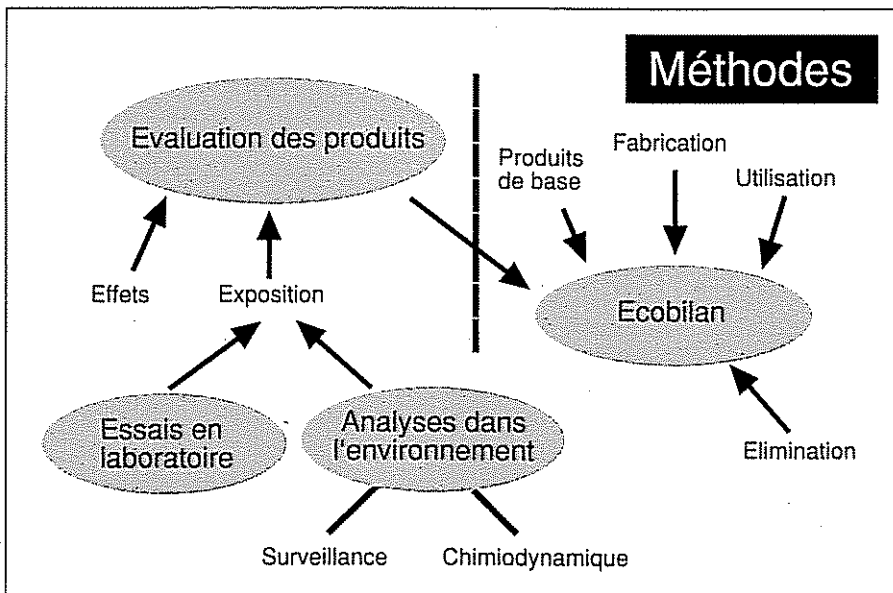 Méthodes
Evaluation des produits
Produits
de base
Fabrication
Utilisation
Effets
Exposition
Ecobilan
Essais en
laboratoire
Analyses dans
l'environnement
Elimination
Surveillance
Chimiodynamique